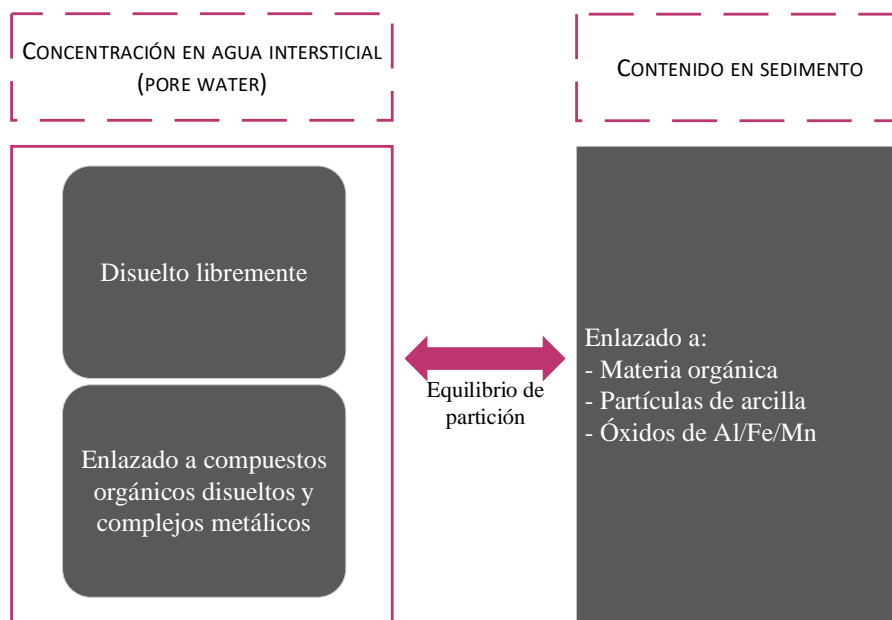 CONCENTRACIÓN EN AGUA INTERSTICIAL
(PORE WATER)
CONTENIDO EN SEDIMENTO
Disuelto libremente
Enlazado a compuestos
orgánicos disueltos y
complejos metálicos
Equilibrio de
partición
Enlazado a:
- Materia orgánica
- Partículas de arcilla
- Óxidos de Al/Fe/Mn